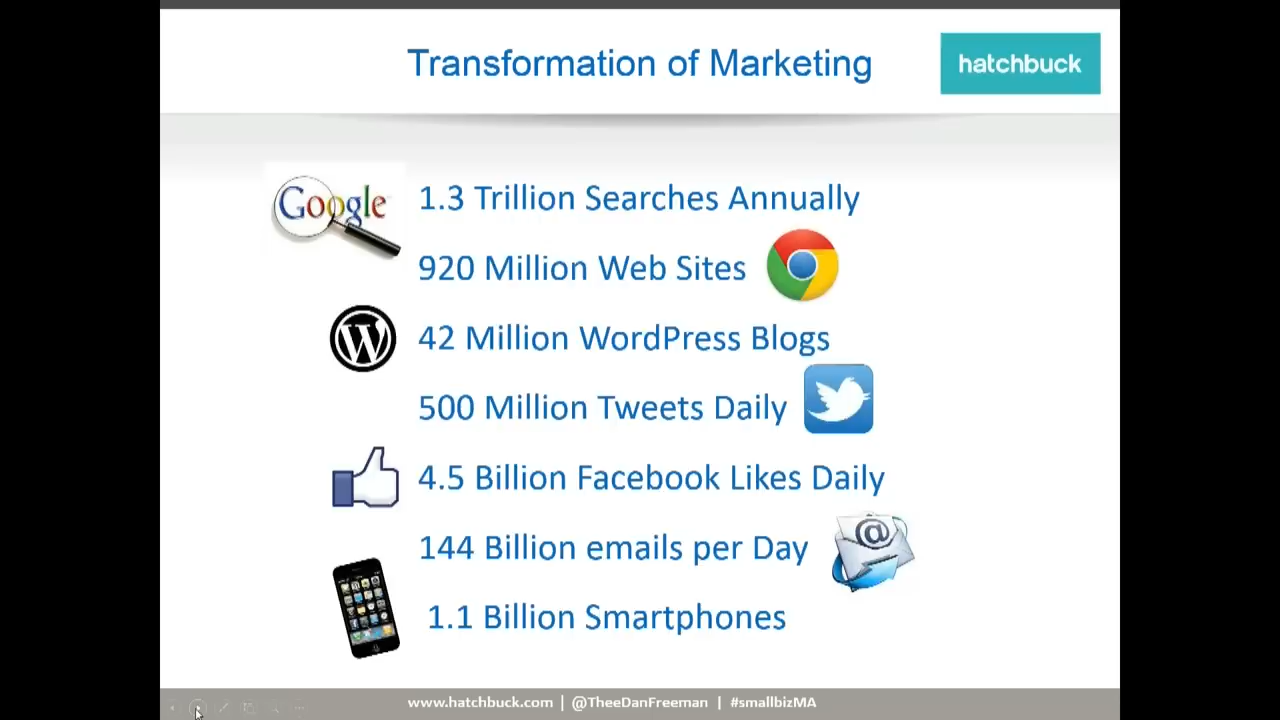 Transformation of Marketing
hatchbuck
Google
1.3 Trillion Searches Annually
920 Million Web Sites
42 Million WordPress Blogs
500 Million Tweets Daily
4.5 Billion Facebook Likes Daily
144 Billion emails per Day
@
1.1 Billion Smartphones
www.hatchbuck.com | @TheeDanFreeman | #smallbizMA